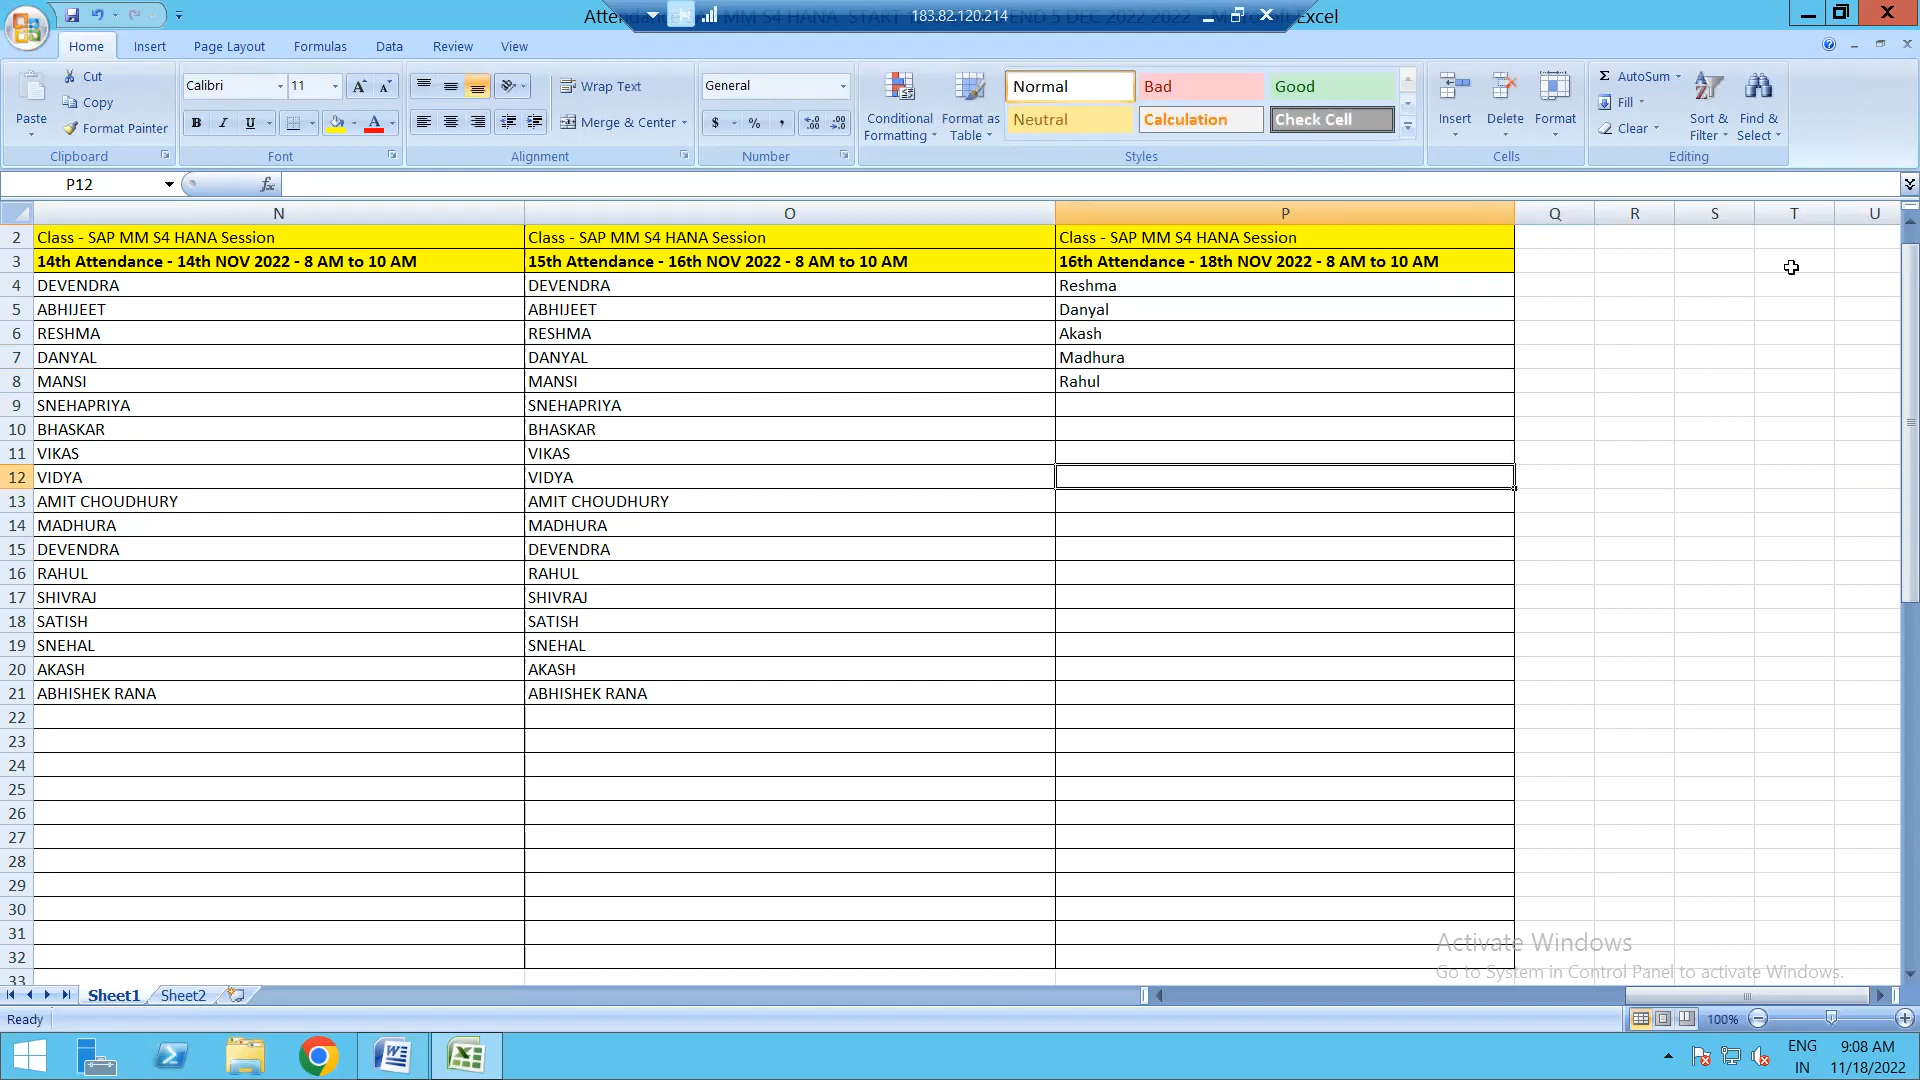 183.82.120.214
END 5 DEC 2022 2022
Excel
Home Insert Page Layout Formulas Data Review View
Paste
Cut
Copy
Format Painter
Clipboard
Calibri 11
B I U
Font
Wrap Text
Merge & Center
Alignment
General
$ % ,
Number
Conditional Formatting
Format as Table
Normal Bad Good
Neutral Calculation Check Cell
Styles
Insert Delete Format
Cells
AutoSum
Fill
Clear
Sort & Filter
Find & Select
Editing
P12 fx
N O P Q R S T U
2 Class - SAP MM S4 HANA Session Class - SAP MM S4 HANA Session Class - SAP MM S4 HANA Session
3 14th Attendance - 14th NOV 2022 - 8 AM to 10 AM 15th Attendance - 16th NOV 2022 - 8 AM to 10 AM 16th Attendance - 18th NOV 2022 - 8 AM to 10 AM
4 DEVENDRA DEVENDRA Reshma
5 ABHIJEET ABHIJEET Danyal
6 RESHMA RESHMA Akash
7 DANYAL DANYAL Madhura
8 MANSI MANSI Rahul
9 SNEHAPRIYA SNEHAPRIYA
10 BHASKAR BHASKAR
11 VIKAS VIKAS
12 VIDYA VIDYA
13 AMIT CHOUDHURY AMIT CHOUDHURY
14 MADHURA MADHURA
15 DEVENDRA DEVENDRA
16 RAHUL RAHUL
17 SHIVRAJ SHIVRAJ
18 SATISH SATISH
19 SNEHAL SNEHAL
20 AKASH AKASH
21 ABHISHEK RANA ABHISHEK RANA
22
23
24
25
26
27
28
29
30
31
32
33
Activate Windows
Go to System in Control Panel to activate Windows.
Sheet1 Sheet2
Ready 100%
ENG 9:08 AM
IN 11/18/2022